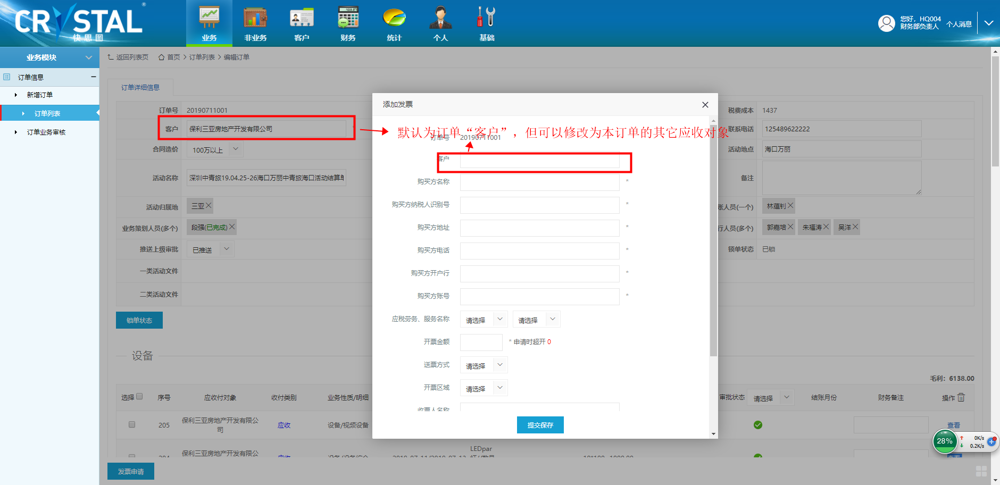 CRYSTAL
®
快思图
业务
非业务
客户
财务
统计
个人
基础
您好，HQ004
财务部负责人
个人消息
业务模块
订单信息
新增订单
订单列表
订单业务审核
返回列表页 首页 > 订单列表 > 编辑订单
订单详细信息
订单号 20190711001
客户 保利三亚房地产开发有限公司
合同造价 100万以上
活动名称 深圳中青旅19.04.25-26海口万丽中青旅海口活动结算单
活动归属地 三亚
业务策划人员(多个) 段强(已完成)
推送上级审批 已推送
一类活动文件
二类活动文件
锁单状态
税费成本 1437
联系电话 125489622222
活动地点 海口万丽
备注
账人员(一个) 林蕴钊
行人员(多个) 郭嘉培 朱福涛 吴洋
锁单状态 已锁
添加发票
默认为订单“客户”，但可以修改为本订单的其它应收对象
订单号 20190711001
客户
购买方名称 *
购买方纳税人识别号 *
购买方地址 *
购买方电话 *
购买方开户行 *
购买方账号 *
应税劳务、服务名称 请选择 请选择
开票金额 * 申请时超开 0
送票方式 请选择
开票区域 请选择
收票人名称
提交保存
设备
毛利：6138.00
选择 序号 应收付对象 收付类别 业务性质/明细 审批状态 请选择 结账月份 财务备注 操作
205 保利三亚房地产开发有限公司 应收 设备/视频设备 查看
204 保利三亚房地产开发有限公 应收 设备/设备综合 2019-07-11/2019-07-12 LEDpar 10*100 1000.00 查看
发票申请
28%
0K/s
0.2K/s